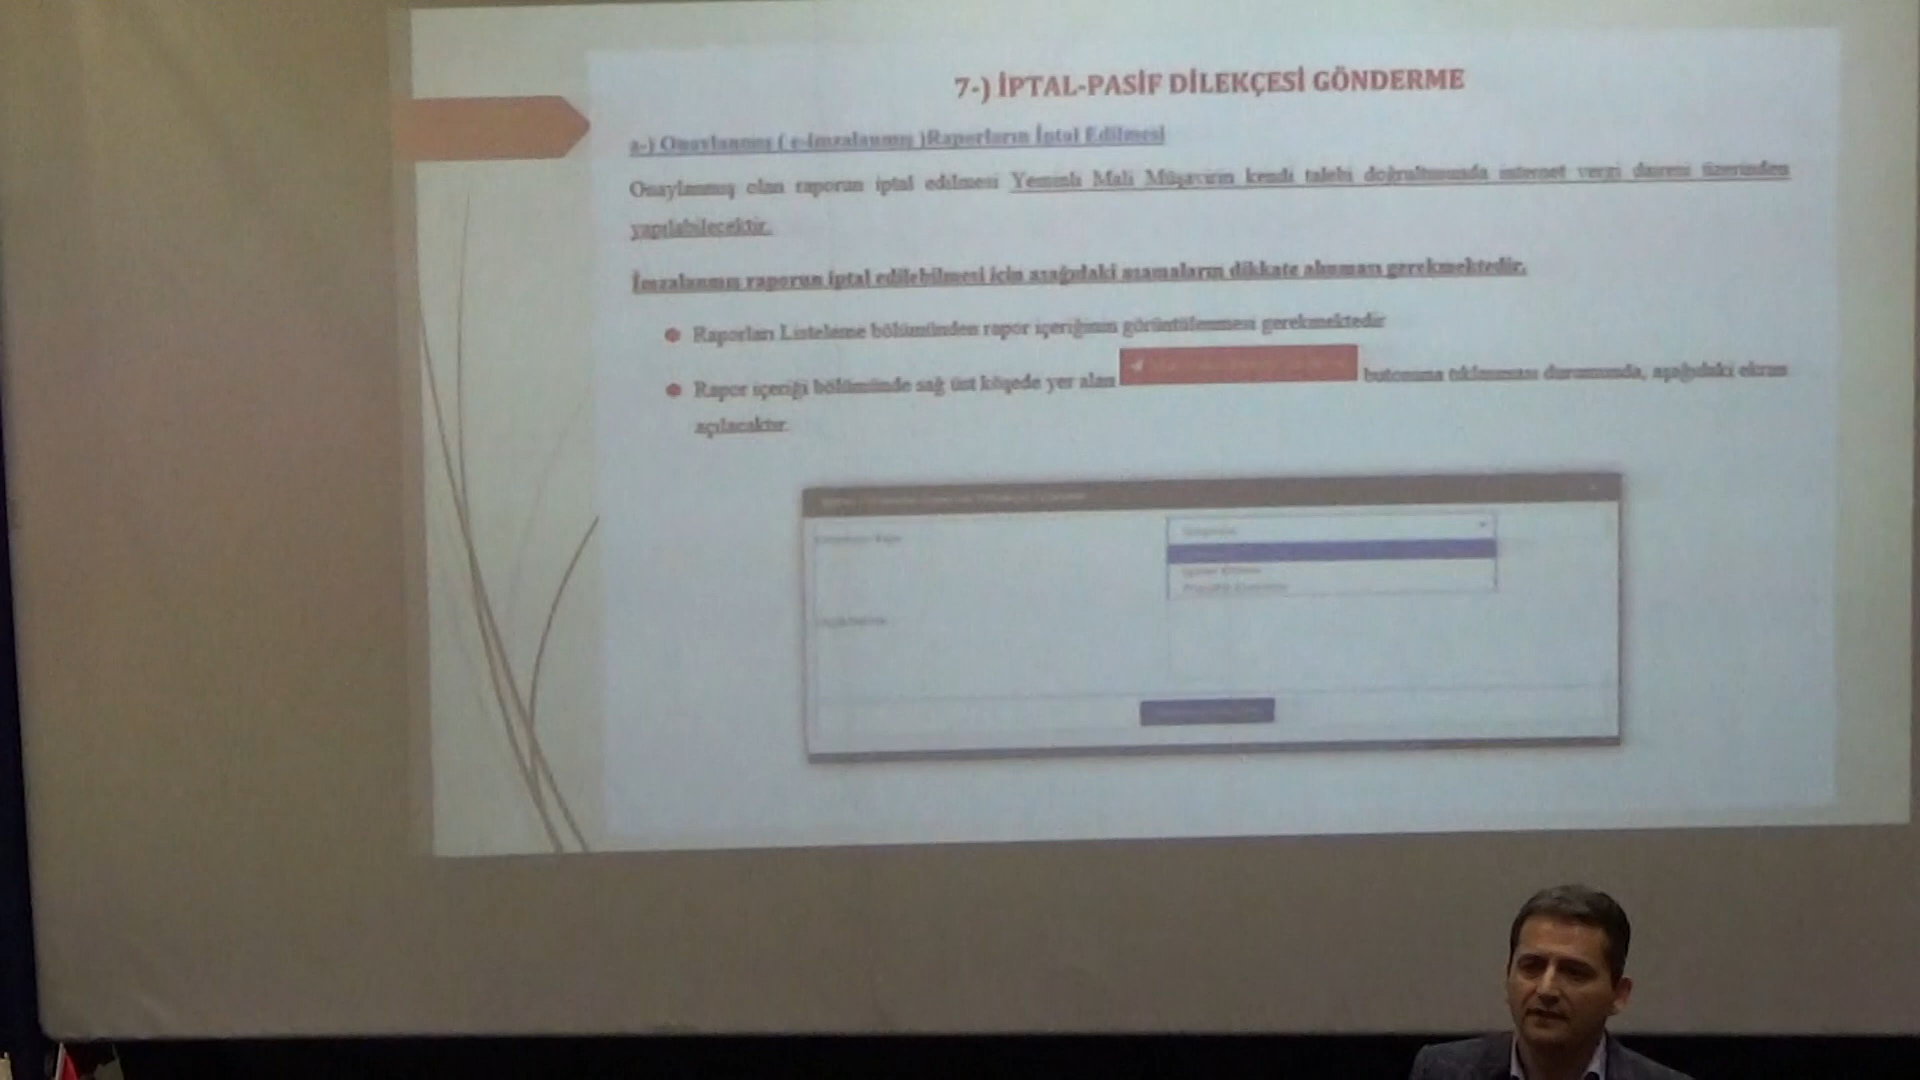 7-) İPTAL-PASİF DİLEKÇESİ GÖNDERME
a-) Onaylanmış ( e-İmzalanmış )Raporların İptal Edilmesi
Onaylanmış olan raporun iptal edilmesi Yeminli Mali Müşavirin kendi talebi doğrultusunda internet vergi dairesi üzerinden
yapılabilecektir.
İmzalanmış raporun iptal edilebilmesi için aşağıdaki aşamaların dikkate alınması gerekmektedir.
Raporları Listeleme bölümünden rapor içeriğinin görüntülenmesi gerekmektedir
Rapor içeriği bölümünde sağ üst köşede yer alan butonuna tıklanması durumunda, aşağıdaki ekran
açılacaktır.